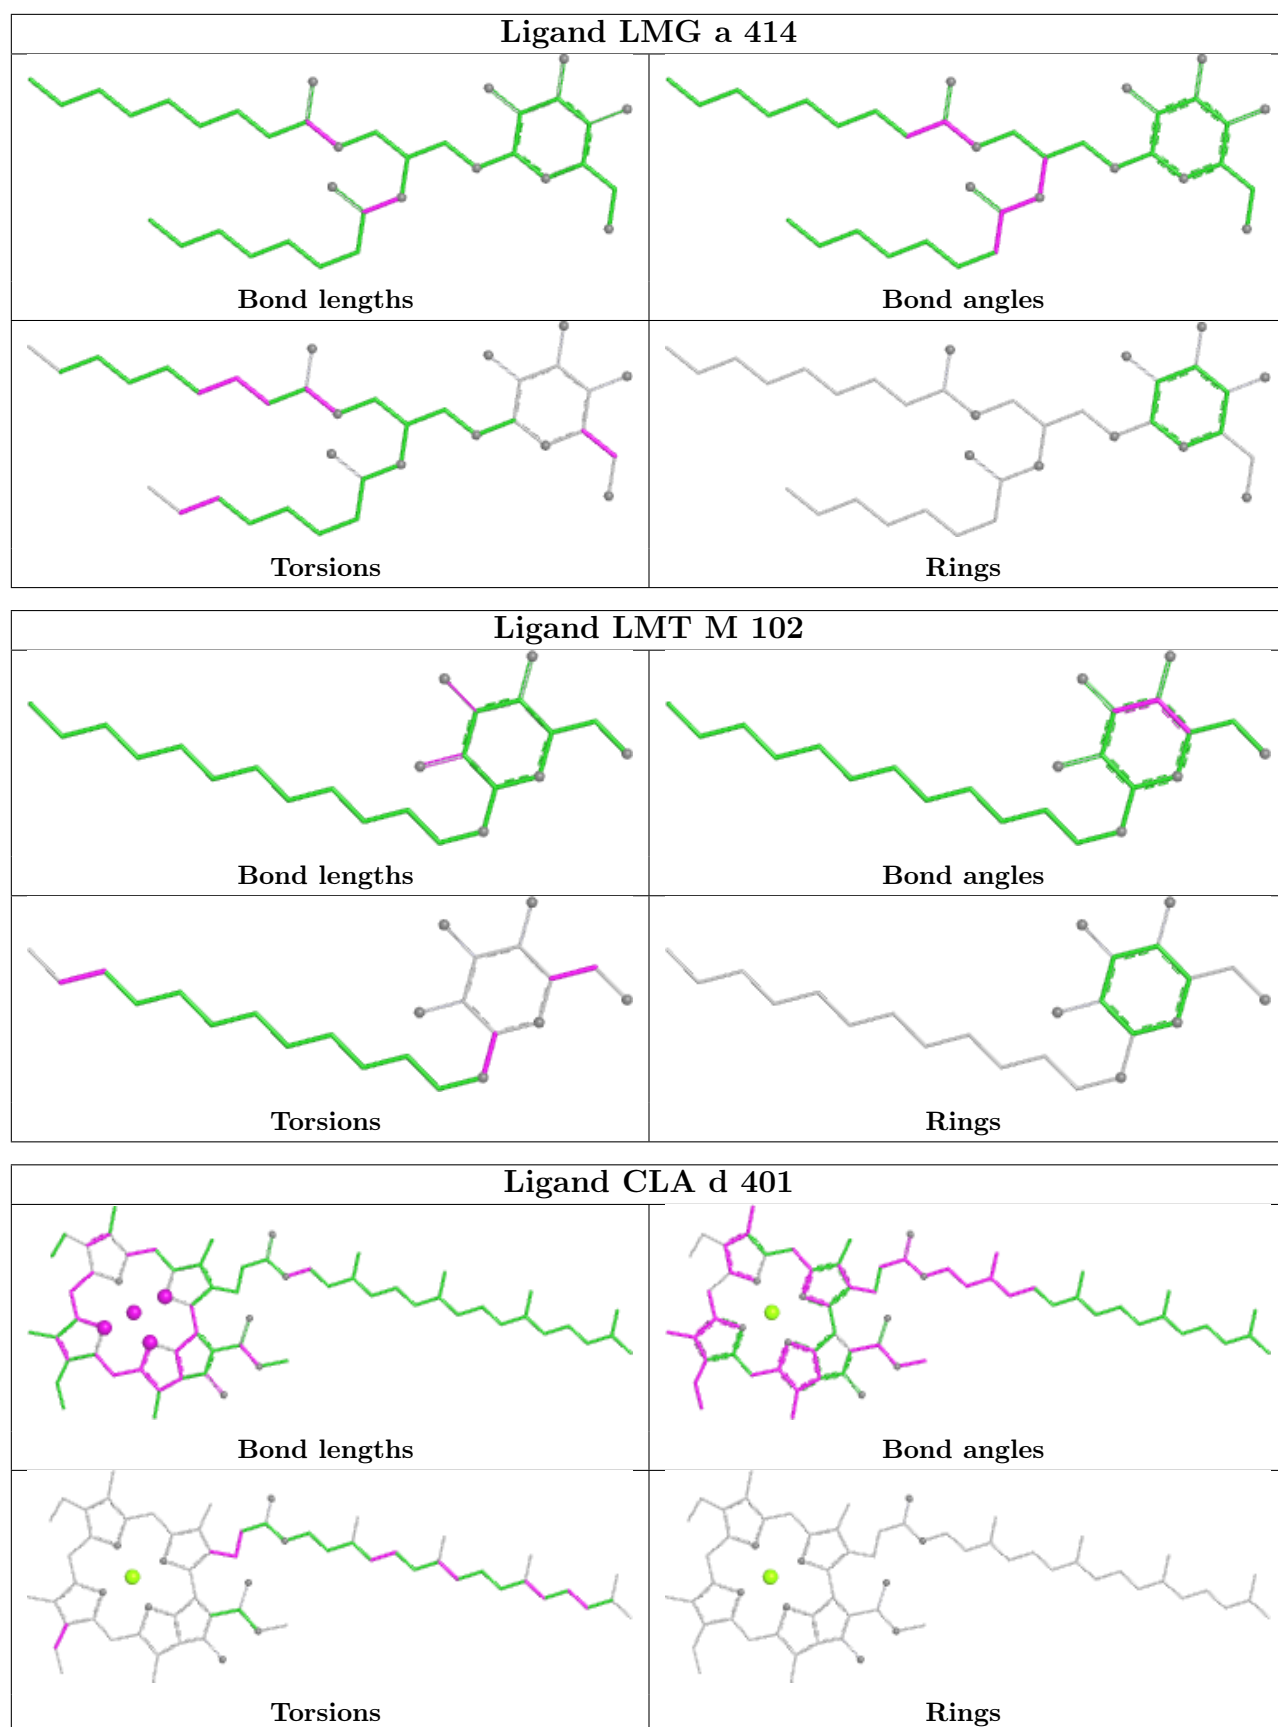 Ligand LMG a 414
Bond lengths
Bond angles
Torsions
Rings
Ligand LMT M 102
Bond lengths
Bond angles
Torsions
Rings
Ligand CLA d 401
Bond lengths
Bond angles
Torsions
Rings